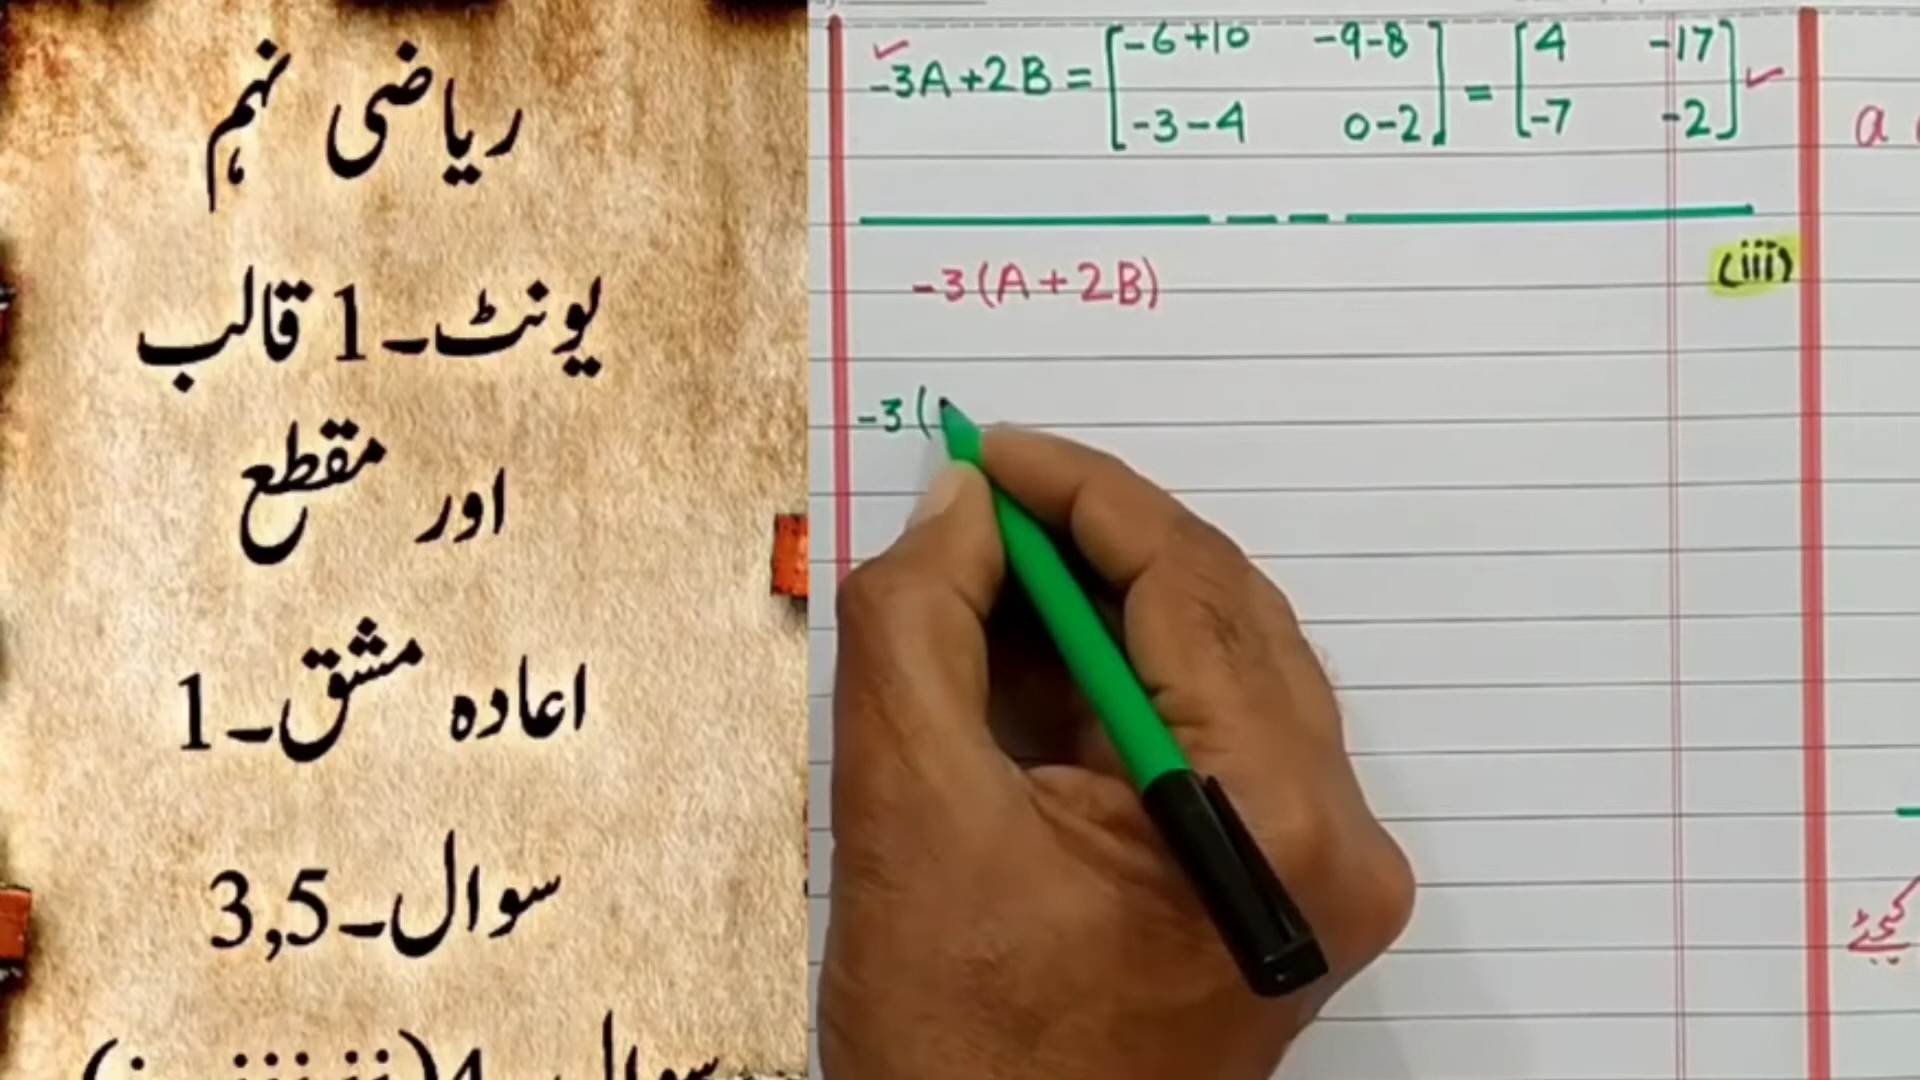 ریاضی نہم
یونٹ۔1 قالب
اور مقطع
اعادہ مشق۔1
سوال۔3,5
-3A+2B = [-6+10 -9-8] = [4 -17]
[-3-4 0-2] [-7 -2]
-3(A+2B)
(iii)
-3(
a
کیجئے